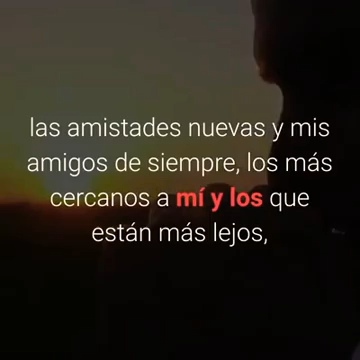 las amistades nuevas y mis
amigos de siempre, los más
cercanos a mí y los que
están más lejos,